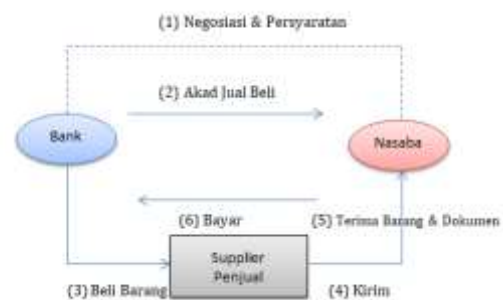 (1) Negosiasi & Persyaratan
(2) Akad Jual Beli
Bank
Nasaba
(6) Bayar
(5) Terima Barang & Dokumen
Supplier
Penjual
(3) Beli Barang
(4) Kirim